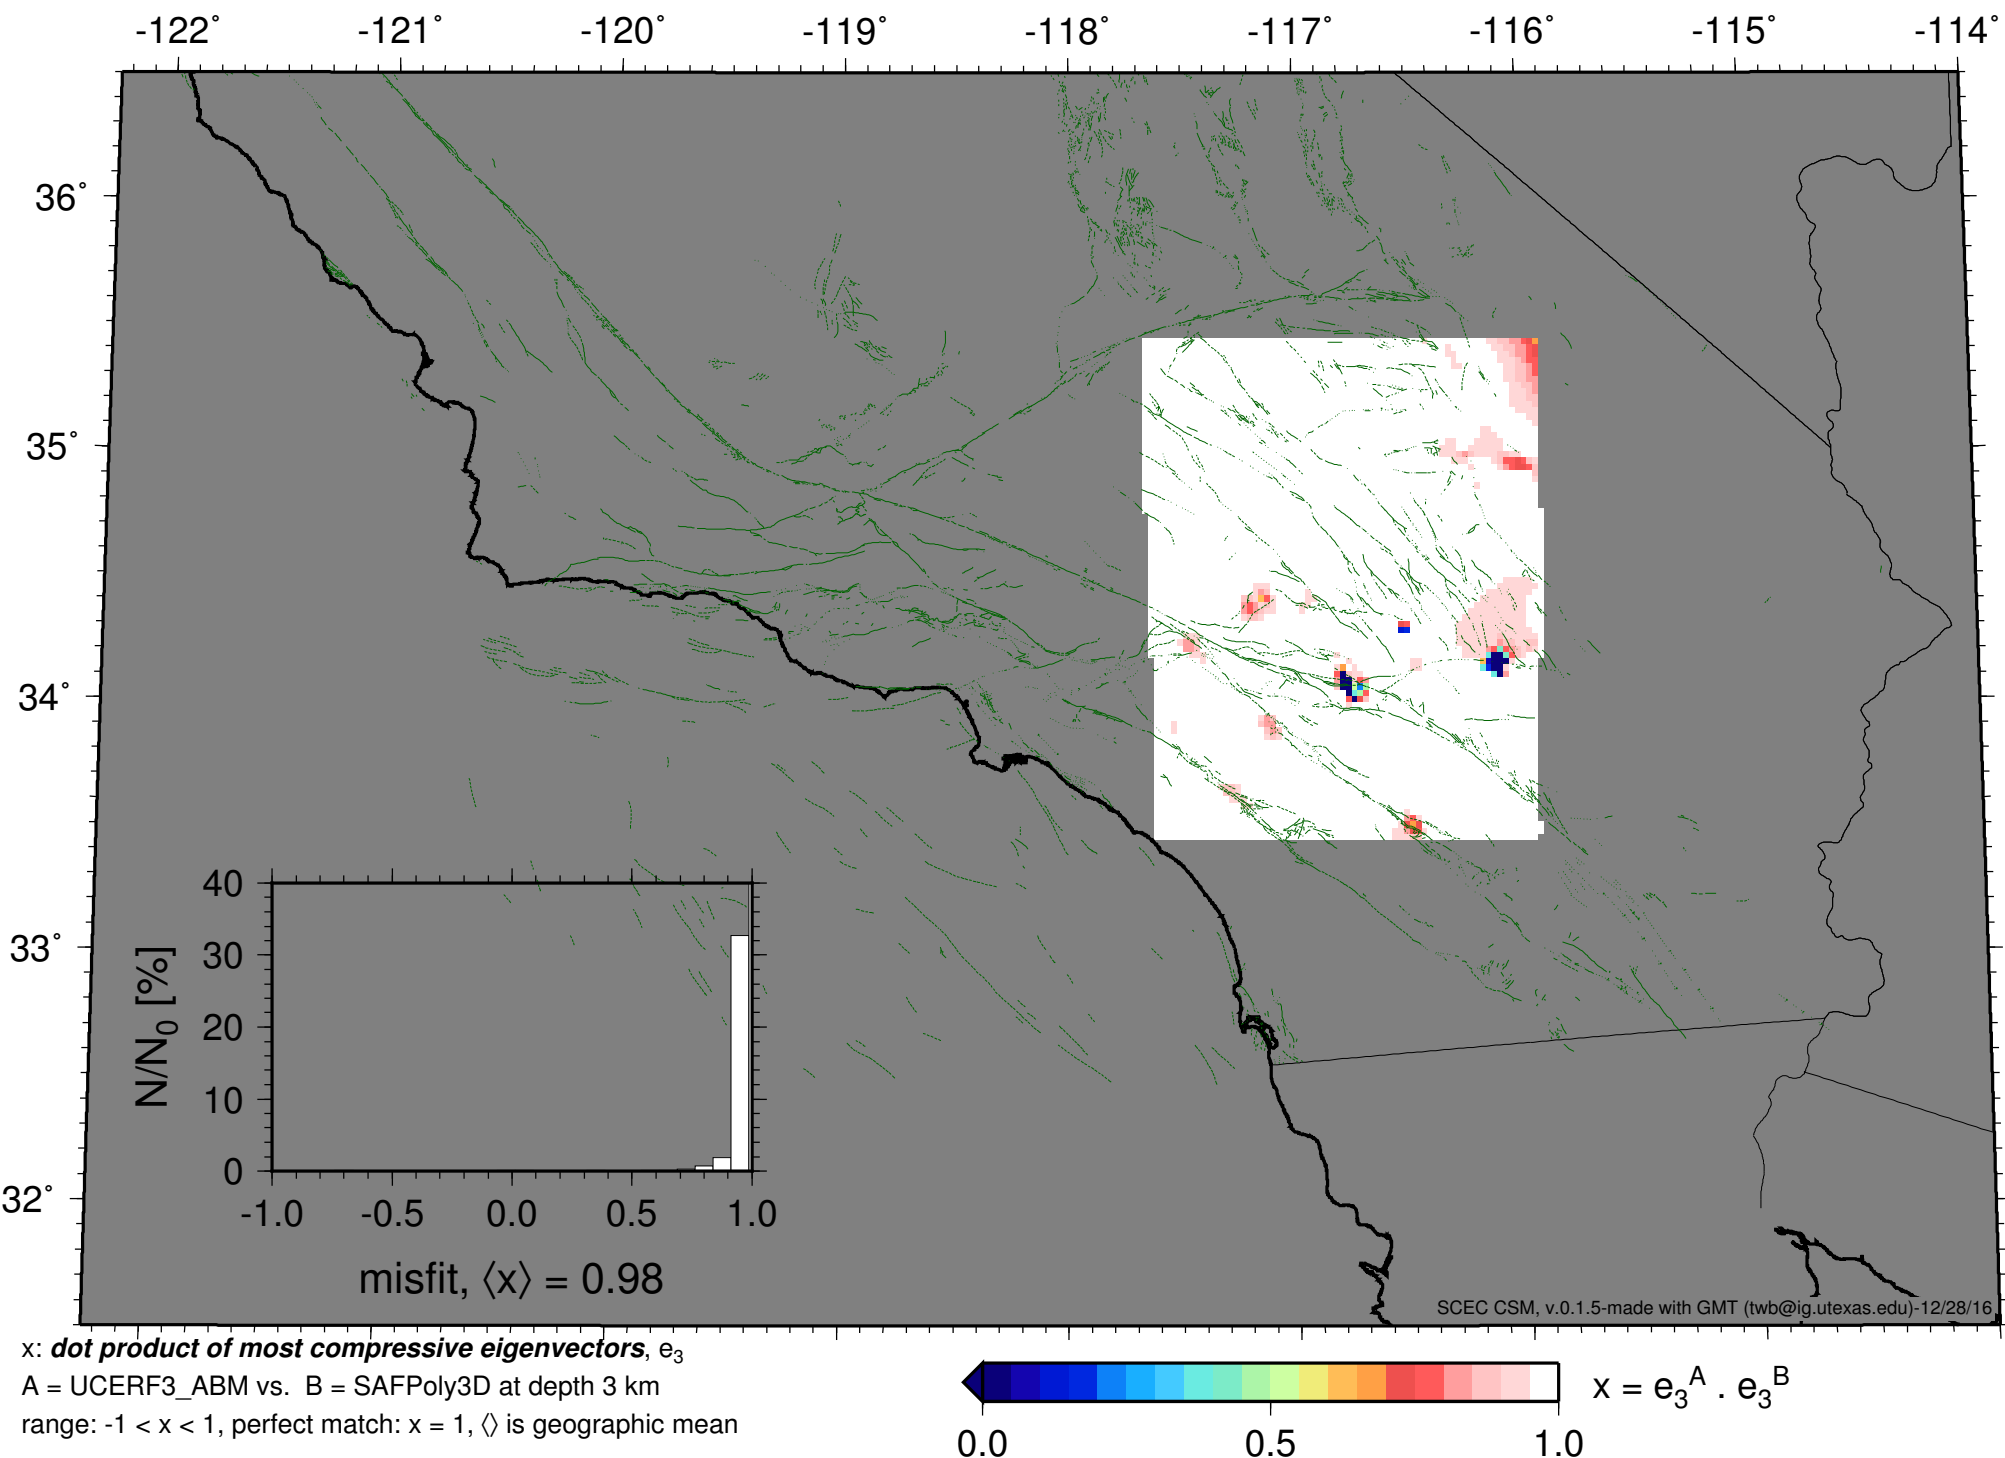 -122˚ -121˚ -120˚ -119˚ -118˚ -117˚ -116˚ -115˚ -114˚
36˚
35˚
34˚
33˚
32˚
40
30
20
10
0
N/N0 [%]
-1.0 -0.5 0.0 0.5 1.0
misfit, ⟨x⟩ = 0.98
SCEC CSM, v.0.1.5-made with GMT (twb@ig.utexas.edu)-12/28/16
x: dot product of most compressive eigenvectors, e3
A = UCERF3_ABM vs. B = SAFPoly3D at depth 3 km
range: -1 < x < 1, perfect match: x = 1, ⟨⟩ is geographic mean
x = e3^A . e3^B
0.0 0.5 1.0